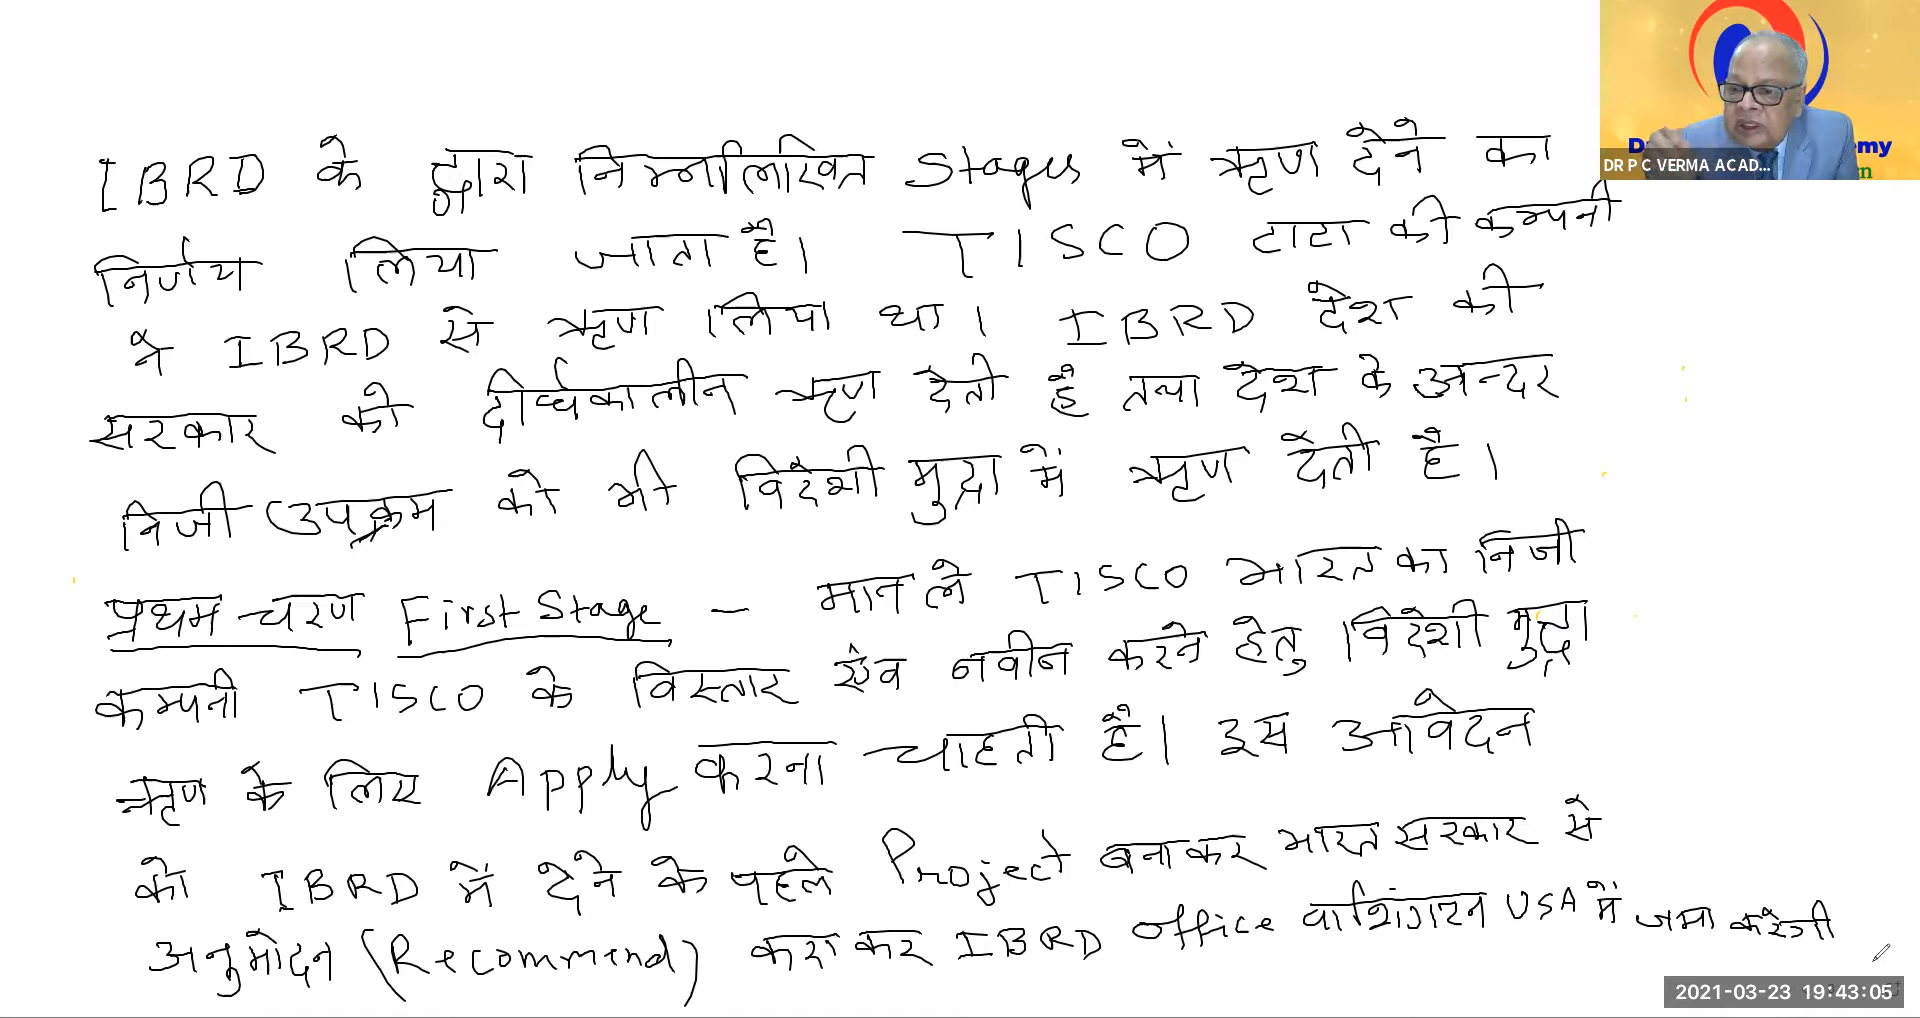 IBRD के द्वारा निम्नलिखित Stages में ऋण देने का
निर्णय लिया जाता है। TISCO टाटा की कम्पनी
ने IBRD से ऋण लिया था। IBRD देश की
सरकार को दीर्घकालीन ऋण देती है तथा देश के अन्दर
निजी उपक्रम को भी विदेशी मुद्रा में ऋण देती है।
प्रथम चरण First Stage - मान ले TISCO भारत का निजी
कम्पनी TISCO के विस्तार एंव नवीन करने हेतु विदेशी मुद्रा
ऋण के लिए Apply करना चाहती है। इस आवेदन
को IBRD में देने के पहले Project बनाकर भारत सरकार से
अनुमोदन (Recommend) कराकर IBRD office वाशिंगटन USA में जमा करेगी
DR P C VERMA ACAD...
2021-03-23 19:43:05